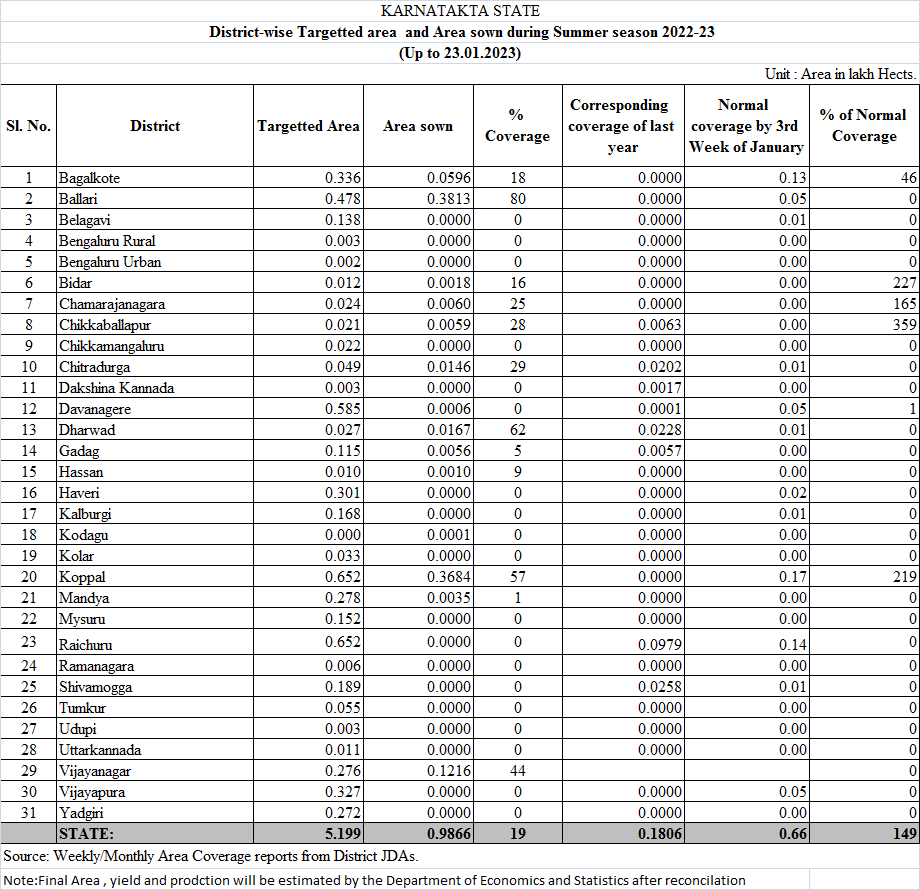 KARNATAKTA STATE
District-wise Targetted area and Area sown during Summer season 2022-23
(Up to 23.01.2023)
Unit : Area in lakh Hects.
Sl. No. District Targetted Area Area sown % Coverage Corresponding coverage of last year Normal coverage by 3rd Week of January % of Normal Coverage
1 Bagalkote 0.336 0.0596 18 0.0000 0.13 46
2 Ballari 0.478 0.3813 80 0.0000 0.05 0
3 Belagavi 0.138 0.0000 0 0.0000 0.01 0
4 Bengaluru Rural 0.003 0.0000 0 0.0000 0.00 0
5 Bengaluru Urban 0.002 0.0000 0 0.0000 0.00 0
6 Bidar 0.012 0.0018 16 0.0000 0.00 227
7 Chamarajanagara 0.024 0.0060 25 0.0000 0.00 165
8 Chikkaballapur 0.021 0.0059 28 0.0063 0.00 359
9 Chikkamangaluru 0.022 0.0000 0 0.0000 0.00 0
10 Chitradurga 0.049 0.0146 29 0.0202 0.01 0
11 Dakshina Kannada 0.003 0.0000 0 0.0017 0.00 0
12 Davanagere 0.585 0.0006 0 0.0001 0.05 1
13 Dharwad 0.027 0.0167 62 0.0228 0.01 0
14 Gadag 0.115 0.0056 5 0.0057 0.00 0
15 Hassan 0.010 0.0010 9 0.0000 0.00 0
16 Haveri 0.301 0.0000 0 0.0000 0.02 0
17 Kalburgi 0.168 0.0000 0 0.0000 0.01 0
18 Kodagu 0.000 0.0001 0 0.0000 0.00 0
19 Kolar 0.033 0.0000 0 0.0000 0.00 0
20 Koppal 0.652 0.3684 57 0.0000 0.17 219
21 Mandya 0.278 0.0035 1 0.0000 0.00 0
22 Mysuru 0.152 0.0000 0 0.0000 0.00 0
23 Raichuru 0.652 0.0000 0 0.0979 0.14 0
24 Ramanagara 0.006 0.0000 0 0.0000 0.00 0
25 Shivamogga 0.189 0.0000 0 0.0258 0.01 0
26 Tumkur 0.055 0.0000 0 0.0000 0.00 0
27 Udupi 0.003 0.0000 0 0.0000 0.00 0
28 Uttarkannada 0.011 0.0000 0 0.0000 0.00 0
29 Vijayanagar 0.276 0.1216 44 0
30 Vijayapura 0.327 0.0000 0 0.0000 0.05 0
31 Yadgiri 0.272 0.0000 0 0.0000 0.00 0
STATE: 5.199 0.9866 19 0.1806 0.66 149
Source: Weekly/Monthly Area Coverage reports from District JDAs.
Note:Final Area , yield and prodction will be estimated by the Department of Economics and Statistics after reconcilation